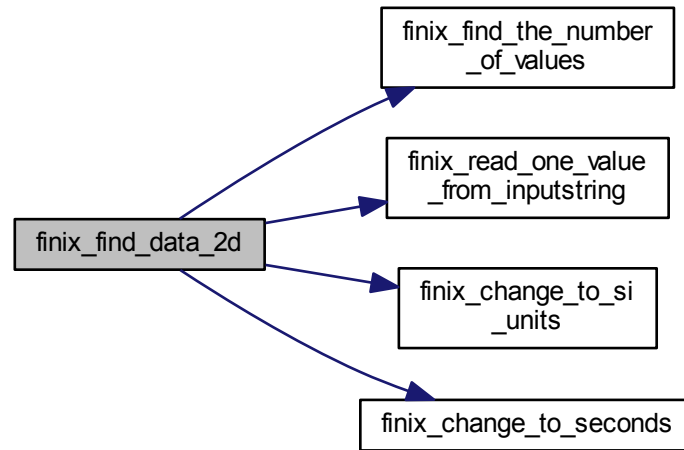 finix_find_the_number
_of_values
finix_read_one_value
_from_inputstring
finix_find_data_2d
finix_change_to_si
_units
finix_change_to_seconds